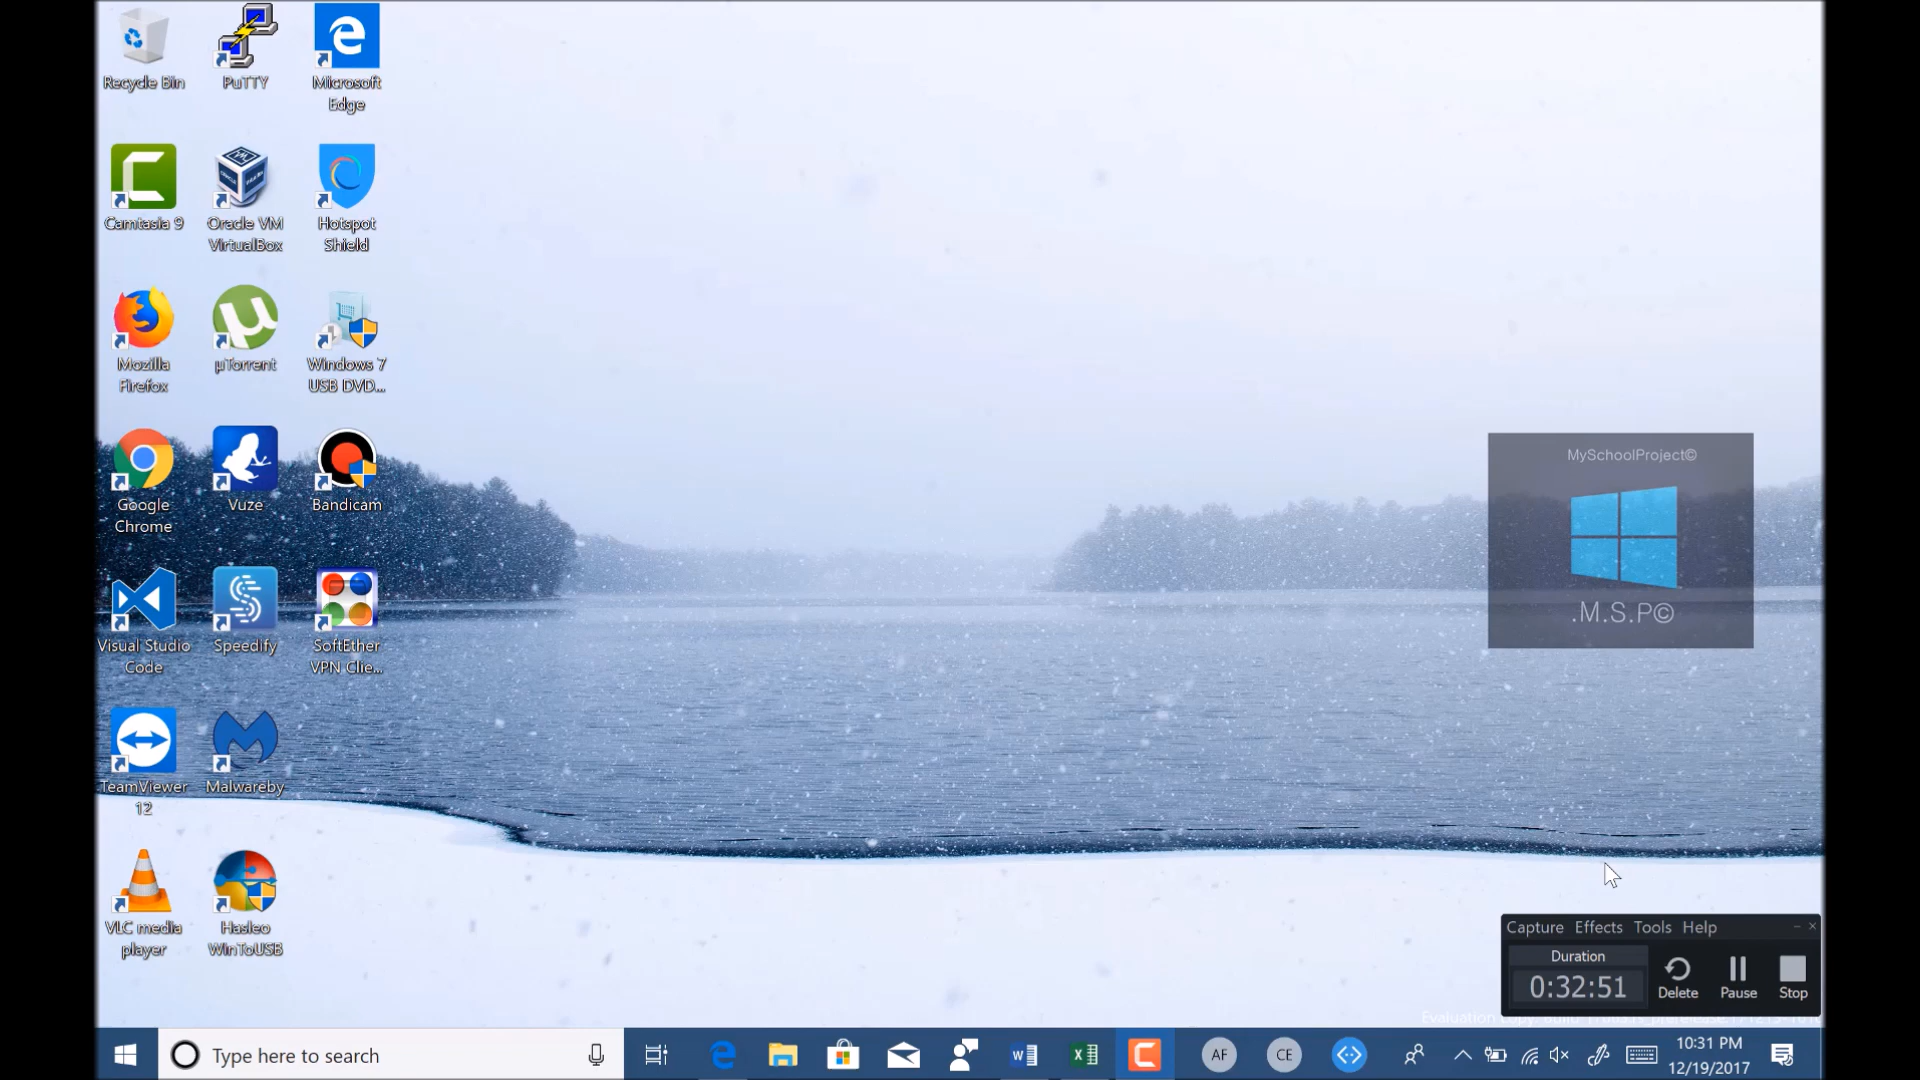 Recycle Bin
PuTTY
Microsoft
Edge
Camtasia 9
Oracle VM
VirtualBox
Hotspot
Shield
Mozilla
Firefox
µTorrent
Windows 7
USB DVD...
Google
Chrome
Vuze
Bandicam
Visual Studio
Code
Speedify
SoftEther
VPN Clie...
TeamViewer
12
Malwareby
VLC media
player
Hasleo
WinToUSB
MySchoolProject©
.M.S.P©
Capture Effects Tools Help
Duration
0:32:51
Delete
Pause
Stop
Evaluation Copy. Build
Type here to search
AF
CE
10:31 PM
12/19/2017